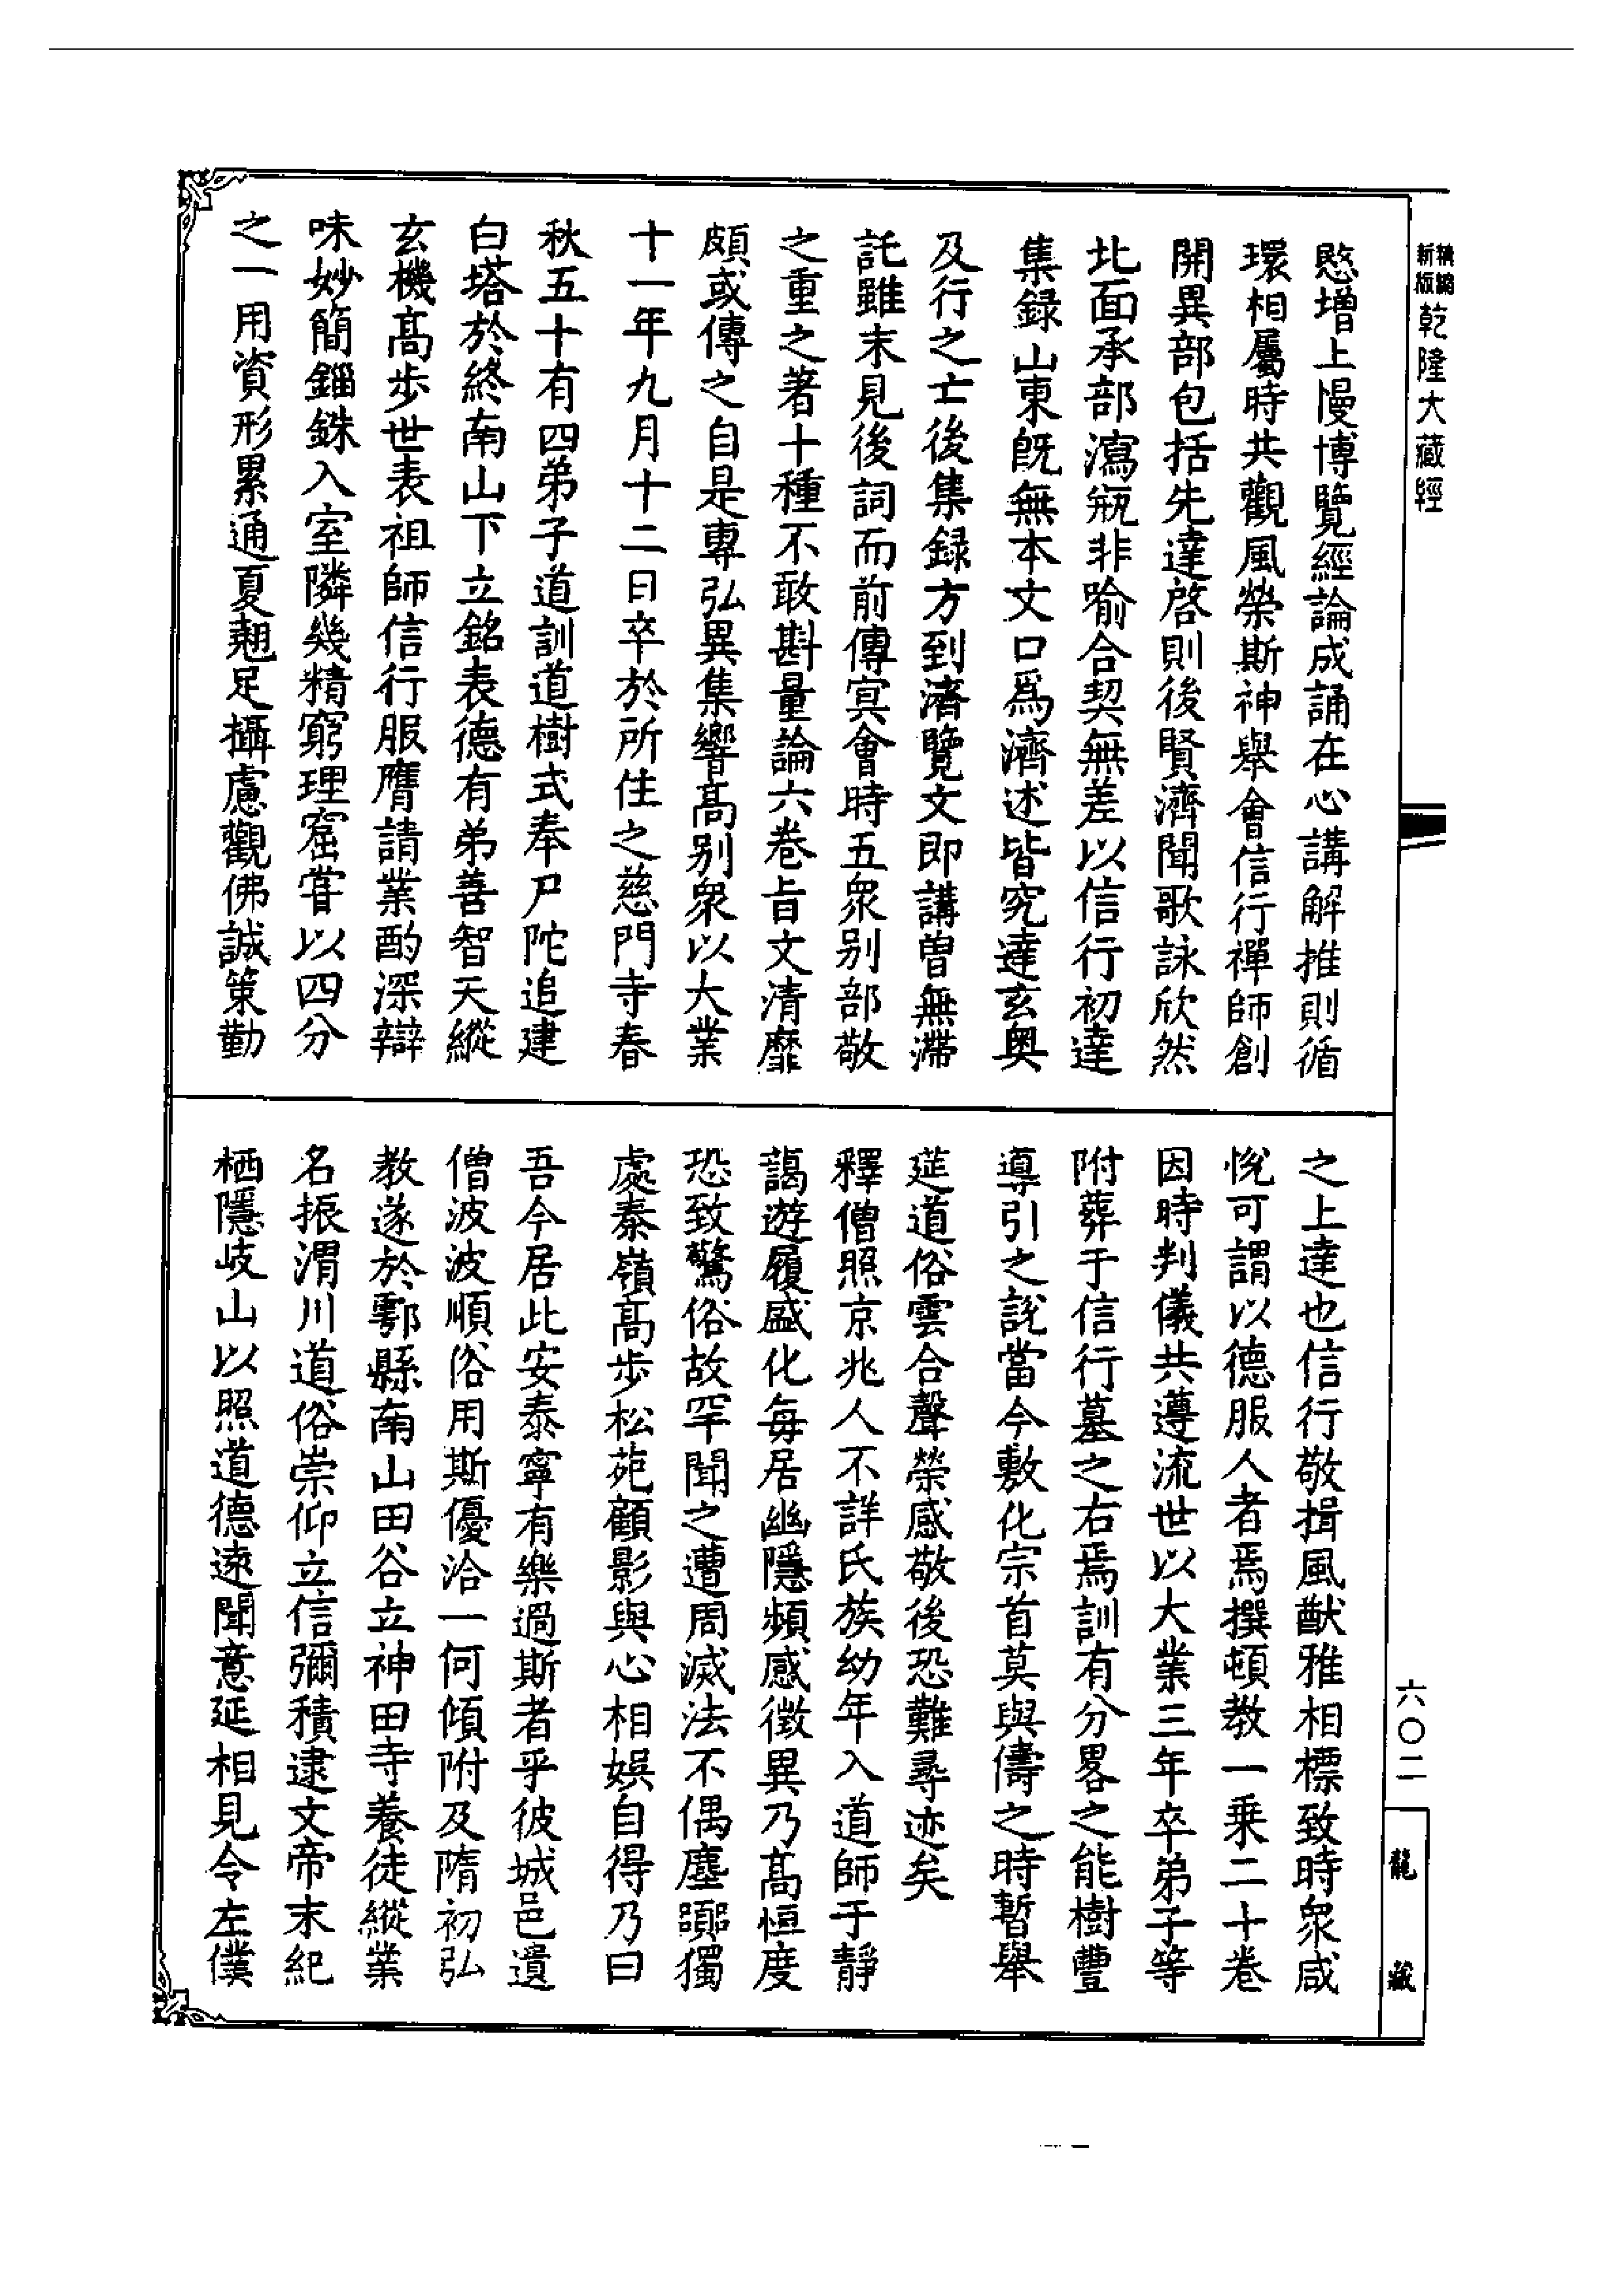 精編
新版
乾隆大藏經
愍增上慢博覽經論成誦在心講解推則循
環相屬時共觀風榮斯神舉會信行禪師創
開異部包括先達啓則後賢濟聞歌詠欣然
北面承部瀉瓶非喻合契無差以信行初達
集録山東既無本文口爲濟述皆究達玄奥
及行之亡後集録方到濟覽文即講曽無滯
託雖未見後詞而前傳㝠會時五衆别部敬
之重之著十種不敢斟量論六巻旨文清靡
頗或傳之自是專弘異集響髙别衆以大業
十一年九月十二日卒於所住之慈門寺春
秋五十有四弟子道訓道樹式奉尸陀追建
白塔於終南山下立銘表德有弟善智天縱
玄機髙歩世表祖師信行服膺請業酌深辯
味妙簡錙銖入室隣幾精窮理窟甞以四分
之一用資形累通夏翹足攝慮觀佛誠策勤
之上達也信行敬揖風猷雅相標致時衆咸
悅可謂以德服人者焉撰頓教一乗二十巻
因時判儀共遵流世以大業三年卒弟子等
附葬于信行墓之右焉訓有分畧之能樹豐
導引之說當今敷化宗首莫與儔之時暫舉
筵道俗雲合聲榮感敬後恐難尋迹矣
釋僧照京兆人不詳氏族幼年入道師于靜
藹遊履盛化每居幽隱頻感徴異乃髙恒度
恐致驚俗故罕聞之遭周滅法不偶塵囂獨
處秦嶺髙歩松苑顧影與心相娱自得乃曰
吾今居此安泰寧有樂過斯者乎彼城邑遺
僧波波順俗用斯優洽一何傾附及隋初弘
教遂於鄠縣南山田谷立神田寺養徒縱業
名振渭川道俗崇仰立信彌積逮文帝末紀
栖隱岐山以照道德遠聞意延相見令左僕
六〇二
龍藏